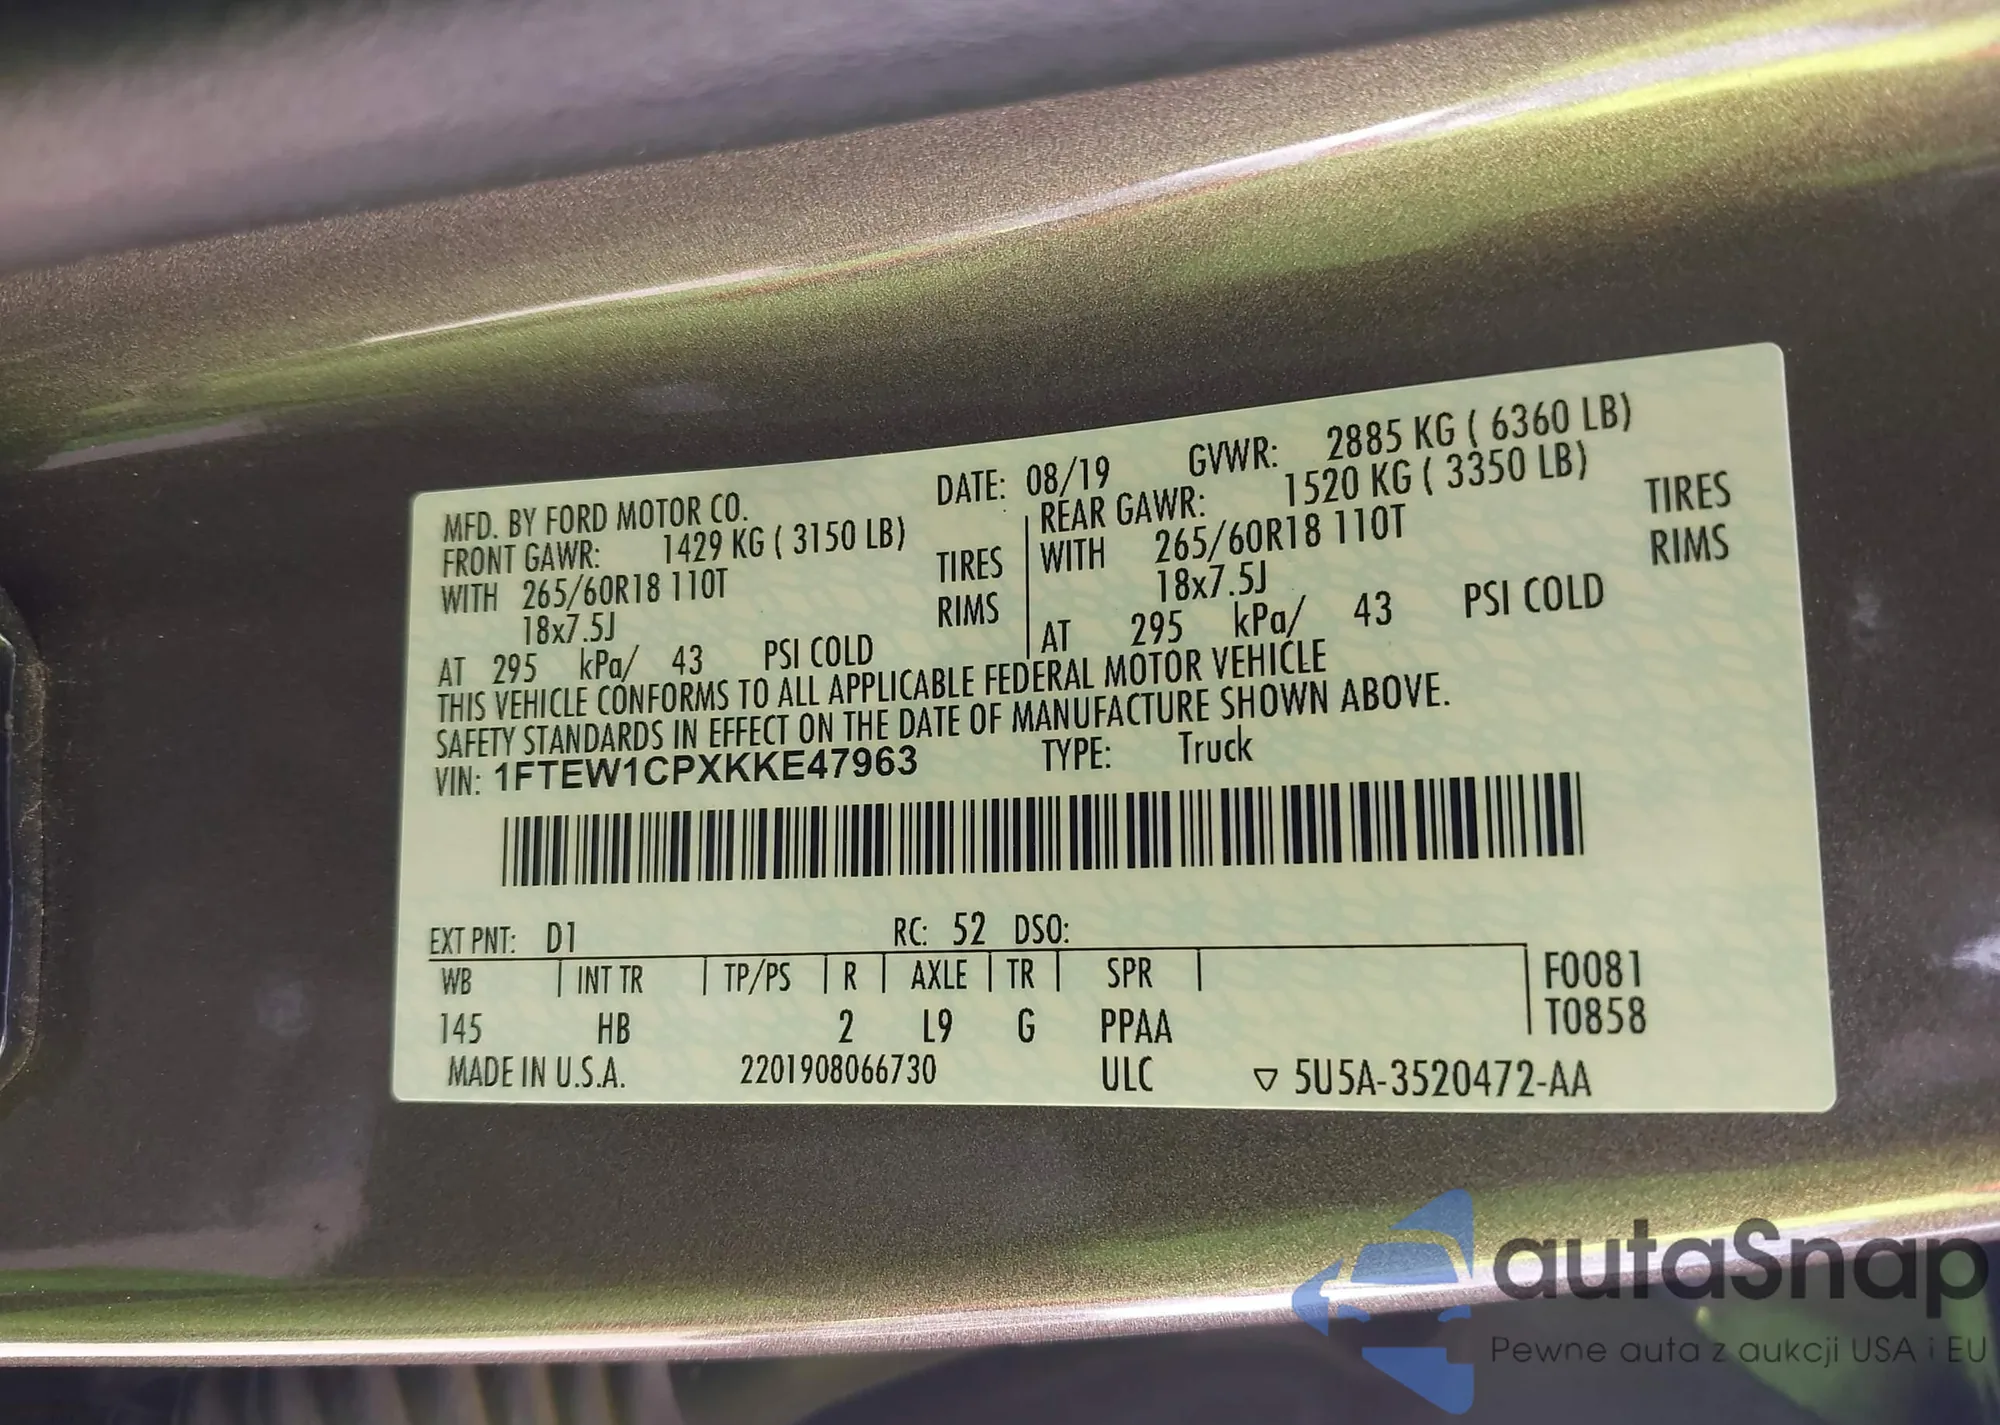 MFD. BY FORD MOTOR CO. DATE: 08/19 GVWR: 2885 KG ( 6360 LB)
FRONT GAWR: 1429 KG ( 3150 LB) REAR GAWR: 1520 KG ( 3350 LB)
WITH 265/60R18 110T TIRES WITH 265/60R18 110T TIRES
18x7.5J RIMS 18x7.5J RIMS
AT 295 kPa/ 43 PSI COLD AT 295 kPa/ 43 PSI COLD
THIS VEHICLE CONFORMS TO ALL APPLICABLE FEDERAL MOTOR VEHICLE
SAFETY STANDARDS IN EFFECT ON THE DATE OF MANUFACTURE SHOWN ABOVE.
VIN: 1FTEW1CPXKKE47963 TYPE: Truck
EXT PNT: D1 RC: 52 DSO:
WB INT TR TP/PS R AXLE TR SPR F0081
145 HB 2 L9 G PPAA T0858
MADE IN U.S.A. 2201908066730 ULC ▽ 5U5A-3520472-AA
autaSnap
Pewne auta z aukcji USA i EU